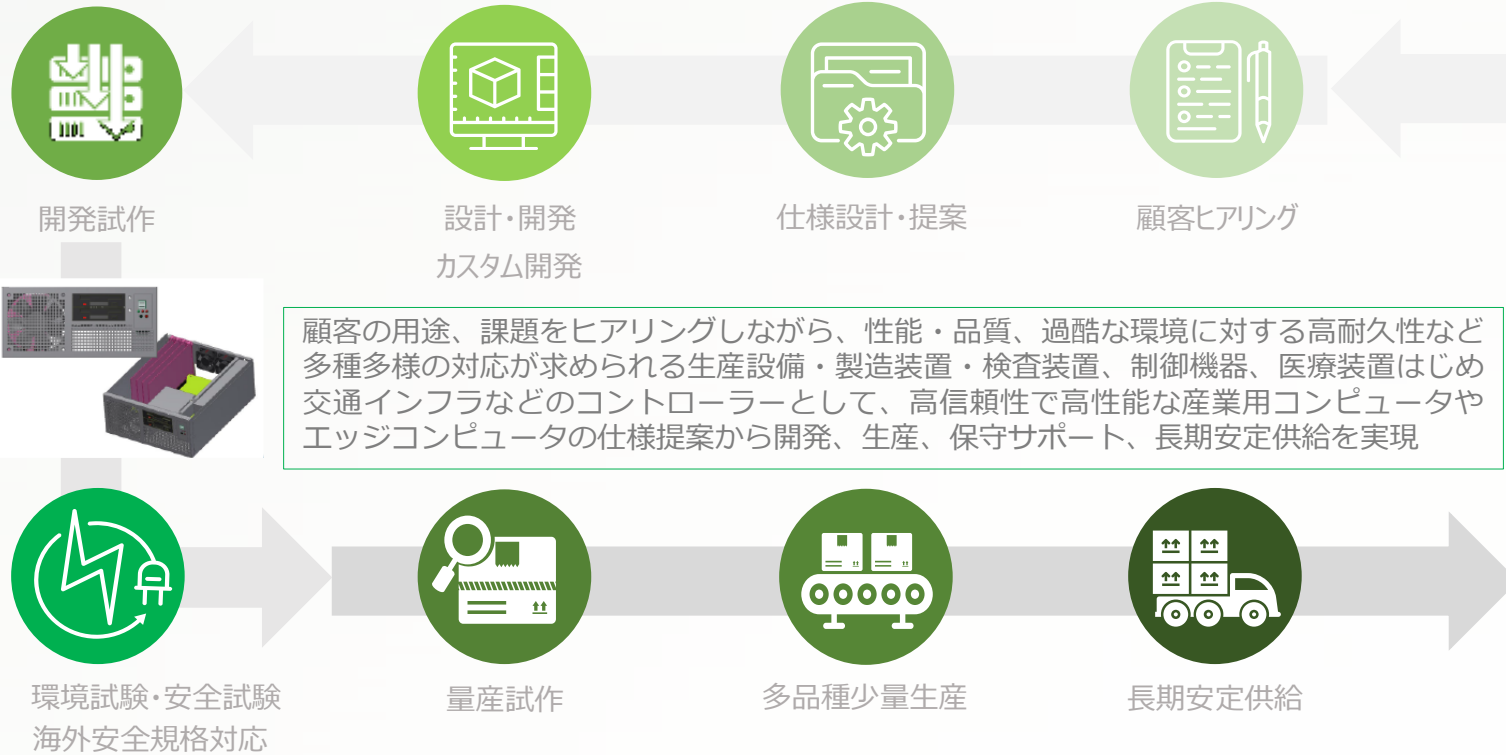 開発試作
設計・開発
カスタム開発
仕様設計・提案
顧客ヒアリング
顧客の用途、課題をヒアリングしながら、性能・品質、過酷な環境に対する高耐久性など
多種多様の対応が求められる生産設備・製造装置・検査装置、制御機器、医療装置はじめ
交通インフラなどのコントローラーとして、高信頼性で高性能な産業用コンピュータや
エッジコンピュータの仕様提案から開発、生産、保守サポート、長期安定供給を実現
環境試験・安全試験
海外安全規格対応
量産試作
多品種少量生産
長期安定供給